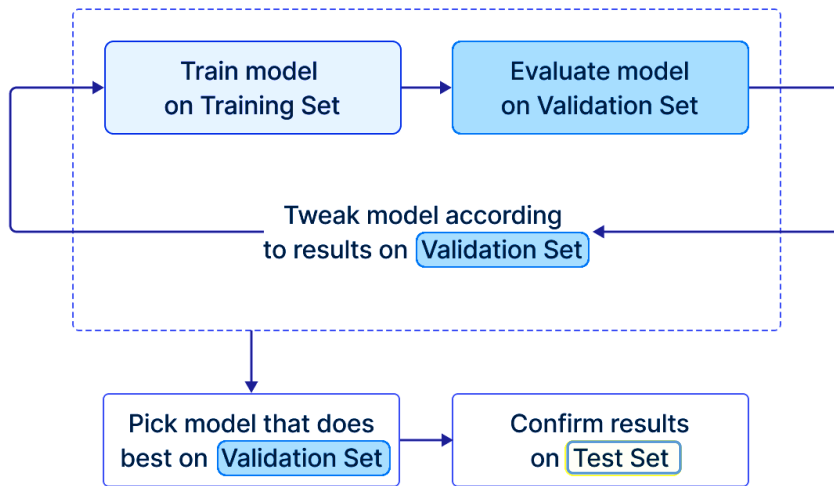 Train model
on Training Set
Evaluate model
on Validation Set
Tweak model according
to results on Validation Set
Pick model that does
best on Validation Set
Confirm results
on Test Set